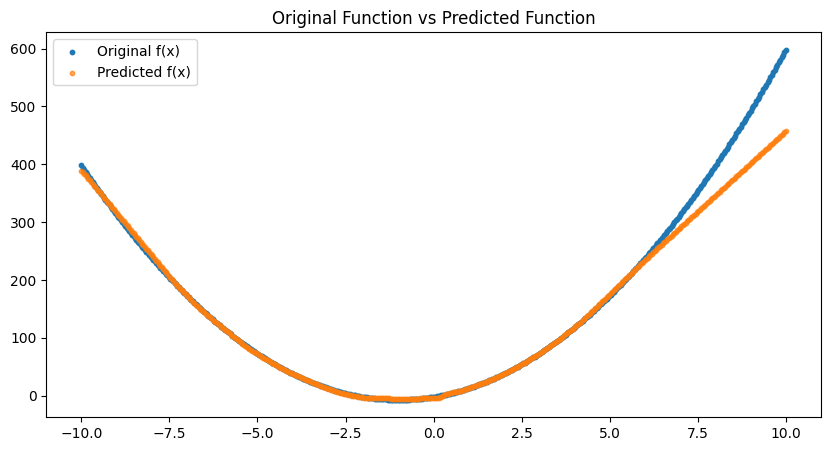 Original Function vs Predicted Function
Original f(x)
Predicted f(x)
600
500
400
300
200
100
0
−10.0 −7.5 −5.0 −2.5 0.0 2.5 5.0 7.5 10.0